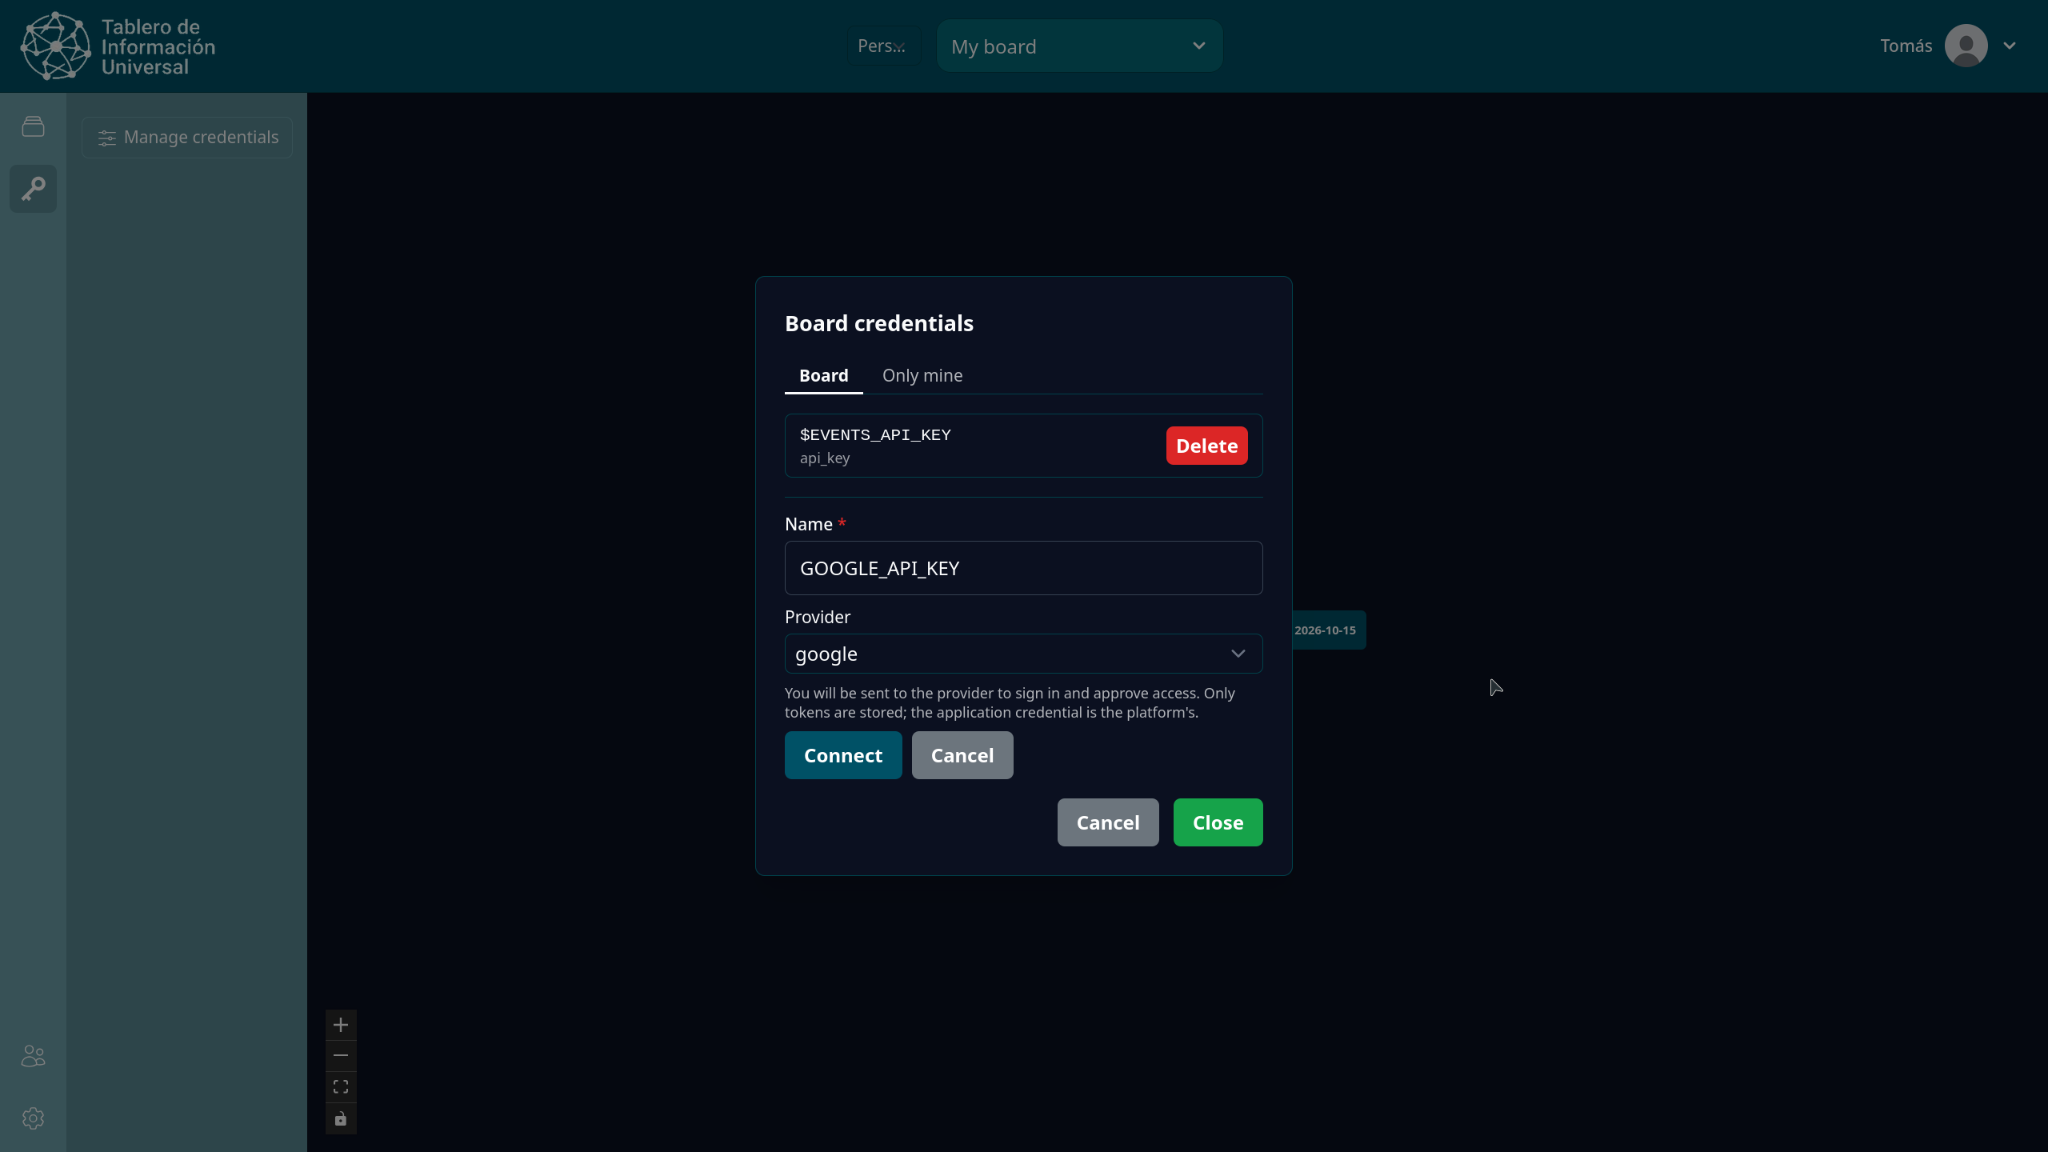 Tablero de
Información
Universal
Pers...
My board
Tomás
Manage credentials
Board credentials
Board
Only mine
$EVENTS_API_KEY
api_key
Delete
Name *
GOOGLE_API_KEY
Provider
google
2026-10-15
You will be sent to the provider to sign in and approve access. Only
tokens are stored; the application credential is the platform's.
Connect
Cancel
Cancel
Close